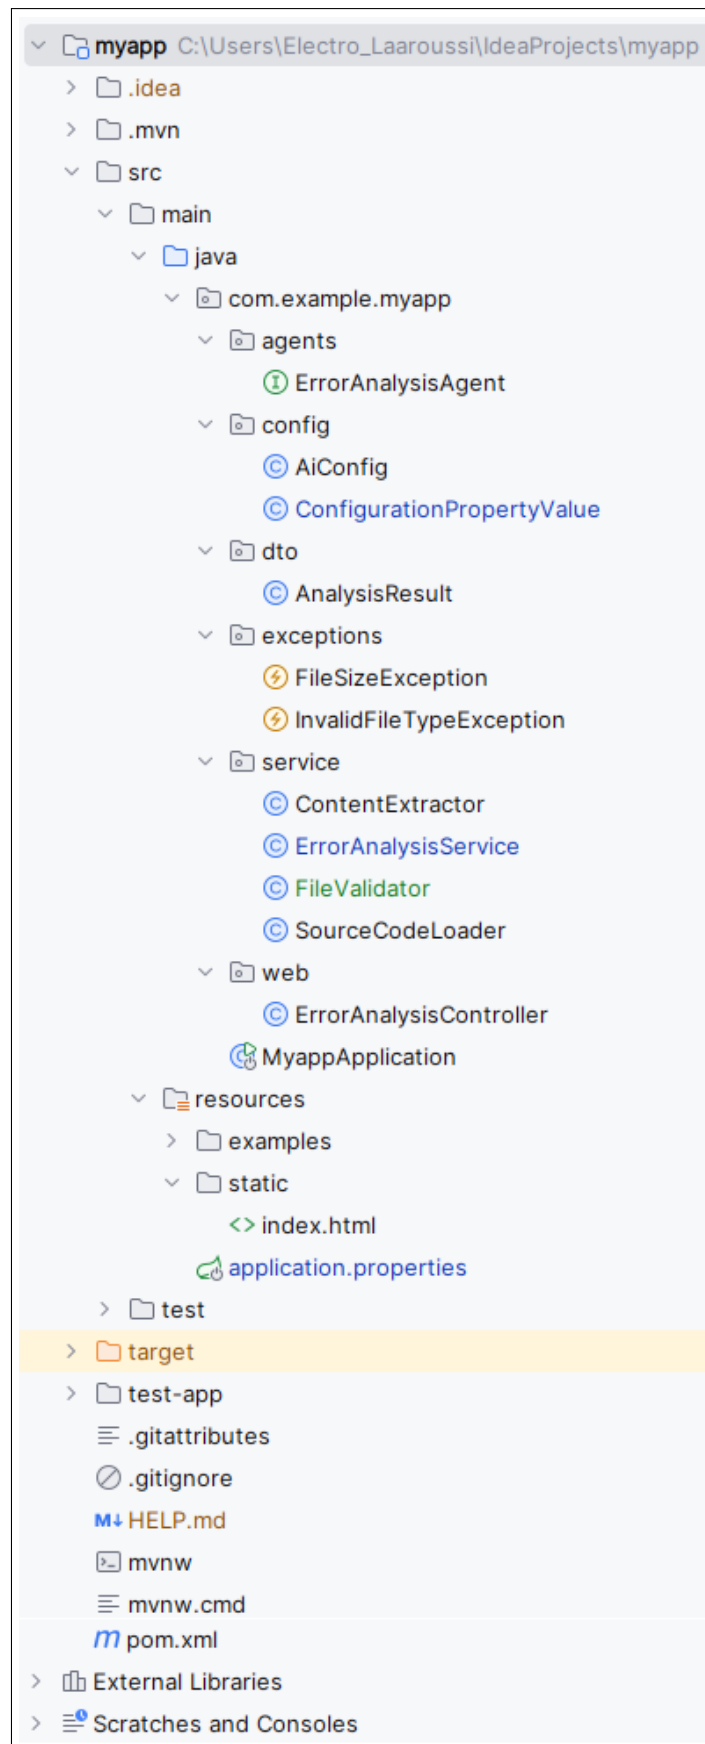 myapp C:\Users\Electro_Laaroussi\IdeaProjects\myapp
.idea
.mvn
src
main
java
com.example.myapp
agents
ErrorAnalysisAgent
config
AiConfig
ConfigurationPropertyValue
dto
AnalysisResult
exceptions
FileSizeException
InvalidFileTypeException
service
ContentExtractor
ErrorAnalysisService
FileValidator
SourceCodeLoader
web
ErrorAnalysisController
MyappApplication
resources
examples
static
index.html
application.properties
test
target
test-app
.gitattributes
.gitignore
HELP.md
mvnw
mvnw.cmd
pom.xml
External Libraries
Scratches and Consoles